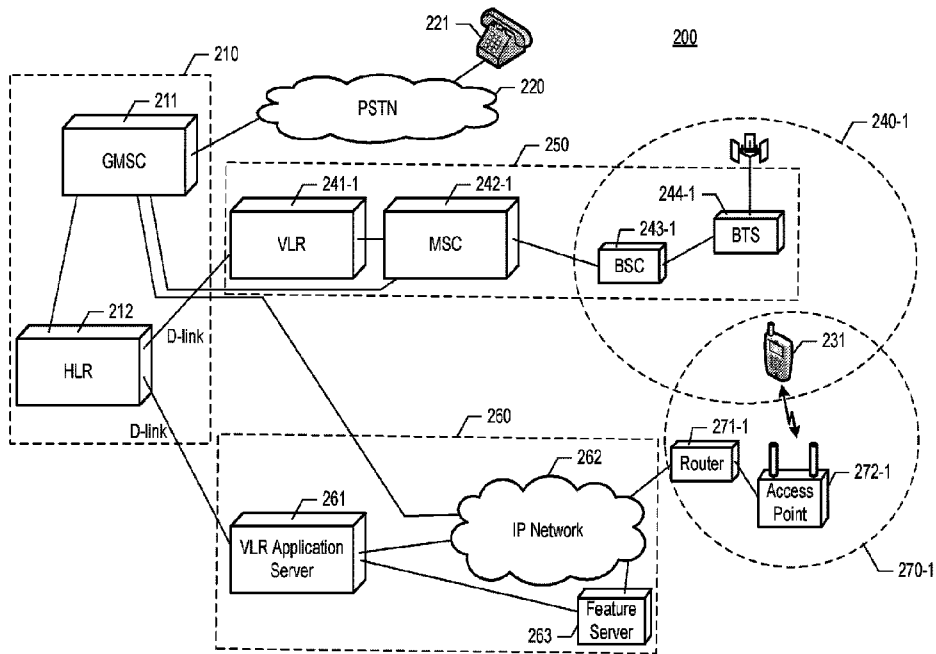 221
200
210
211
220
PSTN
GMSC
240-1
250
241-1
242-1
244-1
VLR
MSC
243-1
BTS
BSC
212
D-link
231
HLR
D-link
260
271-1
262
Router
272-1
261
Access
Point
IP Network
VLR Application
Server
270-1
Feature
Server
263